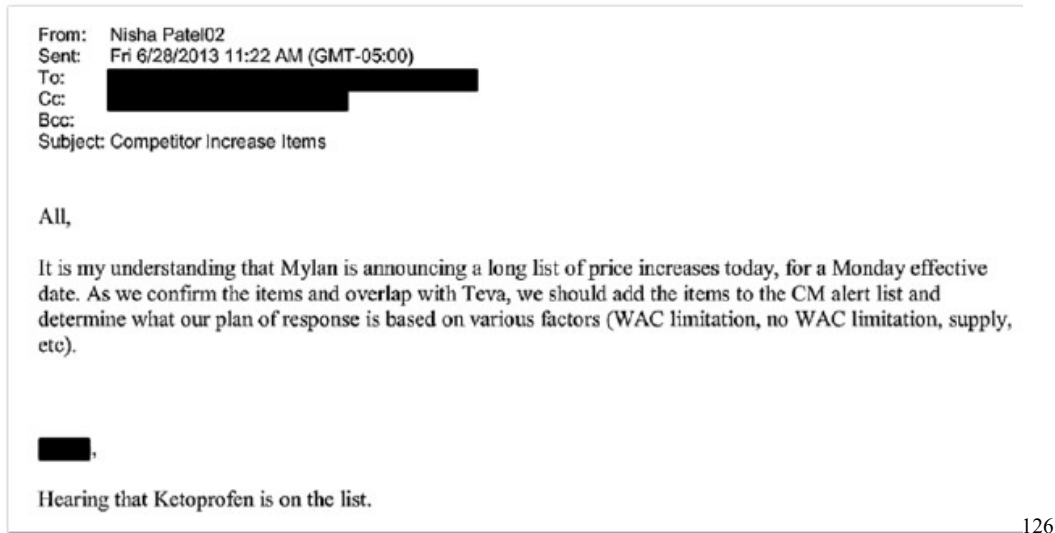 From: Nisha Patel02
Sent: Fri 6/28/2013 11:22 AM (GMT-05:00)
To:
Cc:
Bcc:
Subject: Competitor Increase Items
All,
It is my understanding that Mylan is announcing a long list of price increases today, for a Monday effective
date. As we confirm the items and overlap with Teva, we should add the items to the CM alert list and
determine what our plan of response is based on various factors (WAC limitation, no WAC limitation, supply,
etc).
,
Hearing that Ketoprofen is on the list.
126